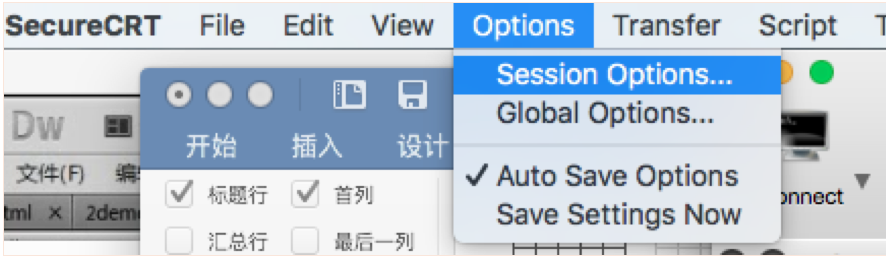 SecureCRT File Edit View Options Transfer Script
Session Options...
Global Options...
Auto Save Options
Save Settings Now
Dw
开始 插入 设计
文件(F)
标题行 首列
汇总行 最后一列
tml × 2dem
nnect